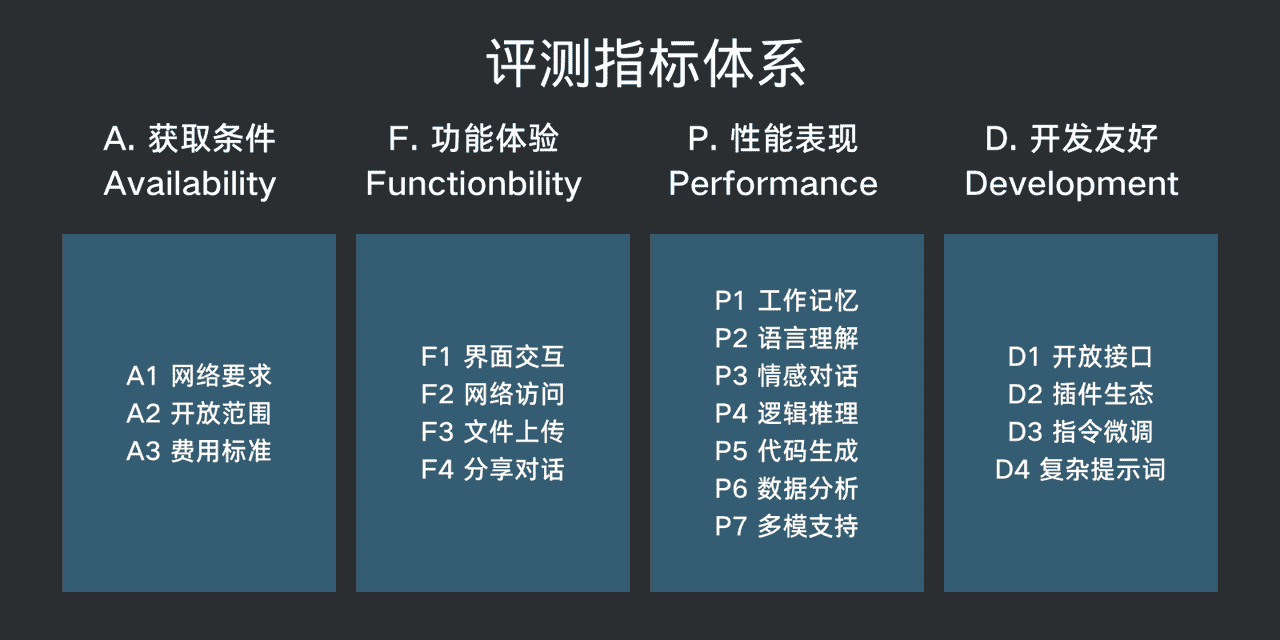 评测指标体系
A. 获取条件
Availability
F. 功能体验
Functionbility
P. 性能表现
Performance
D. 开发友好
Development
A1 网络要求
A2 开放范围
A3 费用标准
F1 界面交互
F2 网络访问
F3 文件上传
F4 分享对话
P1 工作记忆
P2 语言理解
P3 情感对话
P4 逻辑推理
P5 代码生成
P6 数据分析
P7 多模支持
D1 开放接口
D2 插件生态
D3 指令微调
D4 复杂提示词